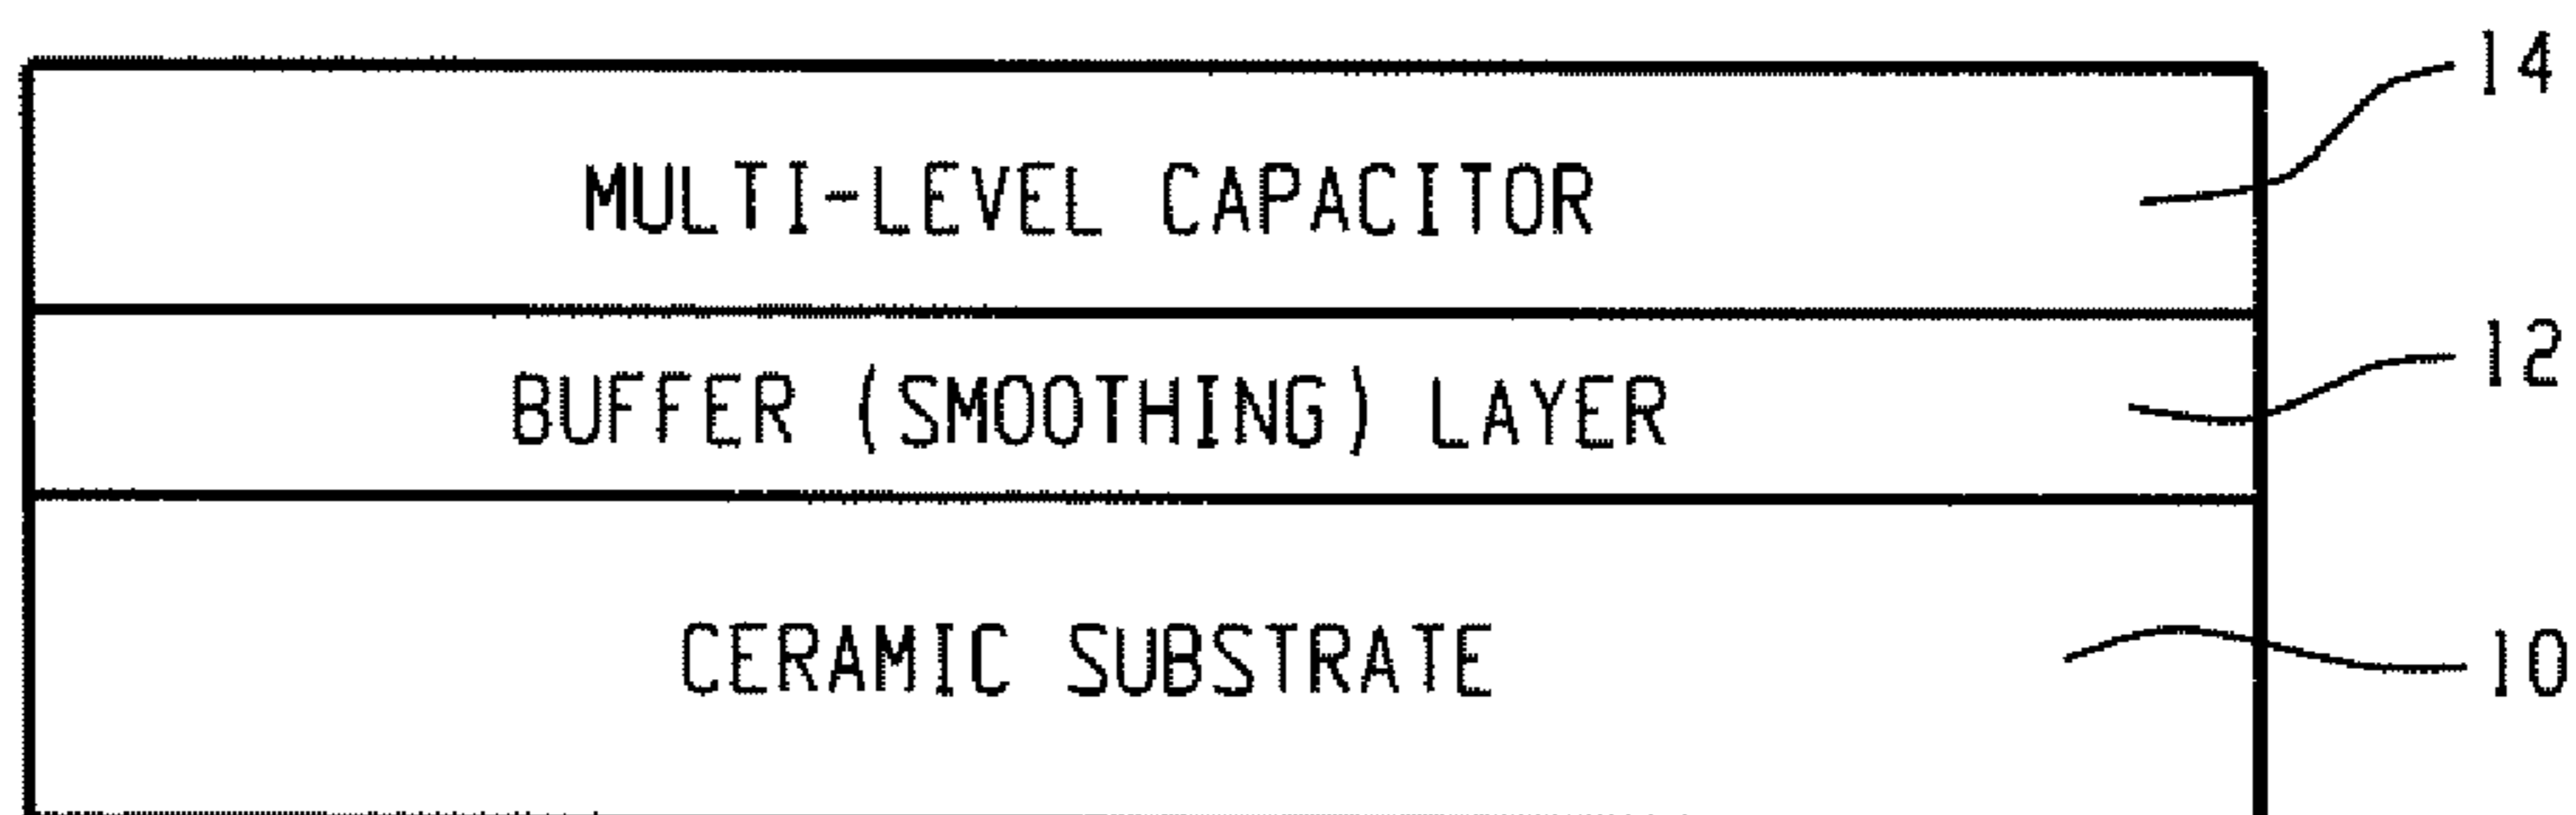 14
MULTI-LEVEL CAPACITOR
12
BUFFER (SMOOTHING) LAYER
CERAMIC SUBSTRATE
10